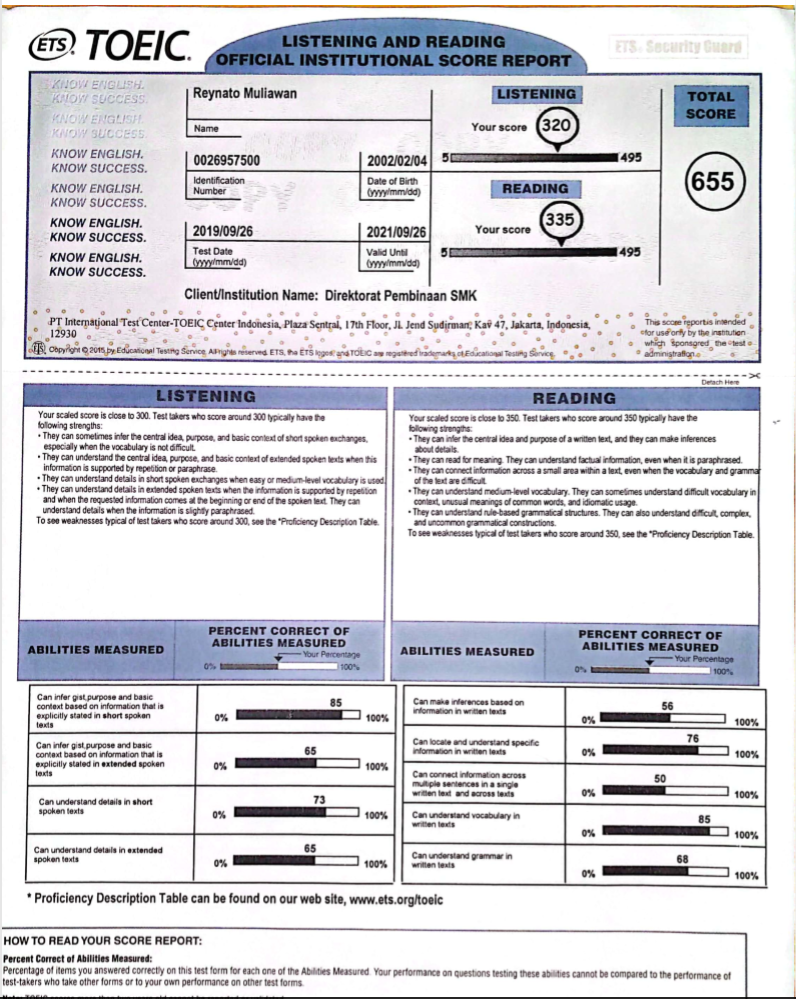 ETS. TOEIC.
LISTENING AND READING
OFFICIAL INSTITUTIONAL SCORE REPORT
ETS. Security Guard
KNOW ENGLISH.
KNOW SUCCESS.
KNOW ENGLISH.
KNOW SUCCESS.
KNOW ENGLISH.
KNOW SUCCESS.
KNOW ENGLISH.
KNOW SUCCESS.
KNOW ENGLISH.
KNOW SUCCESS.
KNOW ENGLISH.
KNOW SUCCESS.
Reynato Muliawan
Name
0026957500
Identification
Number
2002/02/04
Date of Birth
(yyyy/mm/dd)
2019/09/26
Test Date
(yyyy/mm/dd)
2021/09/26
Valid Until
(yyyy/mm/dd)
LISTENING
Your score 320
5 495
READING
Your score 335
5 495
TOTAL
SCORE
655
Client/Institution Name: Direktorat Pembinaan SMK
PT International Test Center-TOEIC Center Indonesia, Plaza Sentral, 17th Floor, Jl. Jend Sudirman, Kav 47, Jakarta, Indonesia,
12930
This score report is intended
for use only by the institution
which sponsored the test
administration.
Copyright © 2015 by Educational Testing Service. All rights reserved. ETS, the ETS logos, and TOEIC are registered trademarks of Educational Testing Service.
Detach Here
LISTENING
Your scaled score is close to 300. Test takers who score around 300 typically have the
following strengths:
• They can sometimes infer the central idea, purpose, and basic context of short spoken exchanges,
especially when the vocabulary is not difficult.
• They can understand the central idea, purpose, and basic context of extended spoken texts when this
information is supported by repetition or paraphrase.
• They can understand details in short spoken exchanges when easy or medium-level vocabulary is used.
• They can understand details in extended spoken texts when the information is supported by repetition
and when the requested information comes at the beginning or end of the spoken text. They can
understand details when the information is slightly paraphrased.
To see weaknesses typical of test takers who score around 300, see the *Proficiency Description Table.
READING
Your scaled score is close to 350. Test takers who score around 350 typically have the
following strengths:
• They can infer the central idea and purpose of a written text, and they can make inferences
about details.
• They can read for meaning. They can understand factual information, even when it is paraphrased.
• They can connect information across a small area within a text, even when the vocabulary and grammar
of the text are difficult.
• They can understand medium-level vocabulary. They can sometimes understand difficult vocabulary in
context, unusual meanings of common words, and idiomatic usage.
• They can understand rule-based grammatical structures. They can also understand difficult, complex,
and uncommon grammatical constructions.
To see weaknesses typical of test takers who score around 350, see the *Proficiency Description Table.
ABILITIES MEASURED
PERCENT CORRECT OF
ABILITIES MEASURED
Your Percentage
0% 100%
Can infer gist,purpose and basic
context based on information that is
explicitly stated in short spoken
texts
85
0% 100%
Can infer gist,purpose and basic
context based on information that is
explicitly stated in extended spoken
texts
65
0% 100%
Can understand details in short
spoken texts
73
0% 100%
Can understand details in extended
spoken texts
65
0% 100%
ABILITIES MEASURED
PERCENT CORRECT OF
ABILITIES MEASURED
Your Percentage
0% 100%
Can make inferences based on
information in written texts
56
0% 100%
Can locate and understand specific
information in written texts
76
0% 100%
Can connect information across
multiple sentences in a single
written text and across texts
50
0% 100%
Can understand vocabulary in
written texts
85
0% 100%
Can understand grammar in
written texts
68
0% 100%
* Proficiency Description Table can be found on our web site, www.ets.org/toeic
HOW TO READ YOUR SCORE REPORT:
Percent Correct of Abilities Measured:
Percentage of items you answered correctly on this test form for each one of the Abilities Measured. Your performance on questions testing these abilities cannot be compared to the performance of
test-takers who take other forms or to your own performance on other test forms.